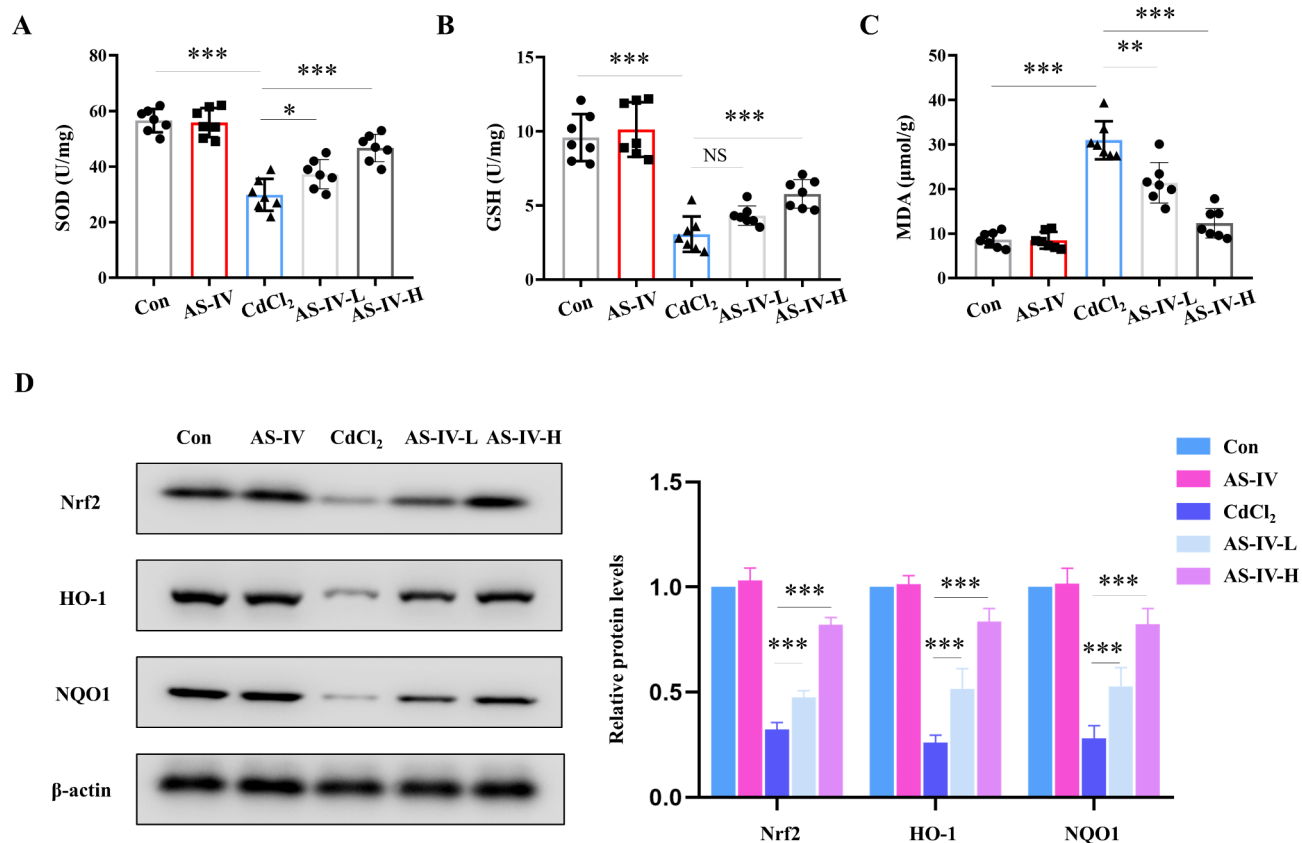 A
SOD (U/mg)
80
60
40
20
0
***
***
*
Con
AS-IV
CdCl₂
AS-IV-L
AS-IV-H
B
GSH (U/mg)
15
10
5
0
***
***
NS
Con
AS-IV
CdCl₂
AS-IV-L
AS-IV-H
C
MDA (μmol/g)
50
40
30
20
10
0
***
**
***
Con
AS-IV
CdCl₂
AS-IV-L
AS-IV-H
D
Con AS-IV CdCl₂ AS-IV-L AS-IV-H
Nrf2
HO-1
NQO1
β-actin
Relative protein levels
1.5
1.0
0.5
0.0
***
***
***
***
***
***
Nrf2 HO-1 NQO1
Con
AS-IV
CdCl₂
AS-IV-L
AS-IV-H